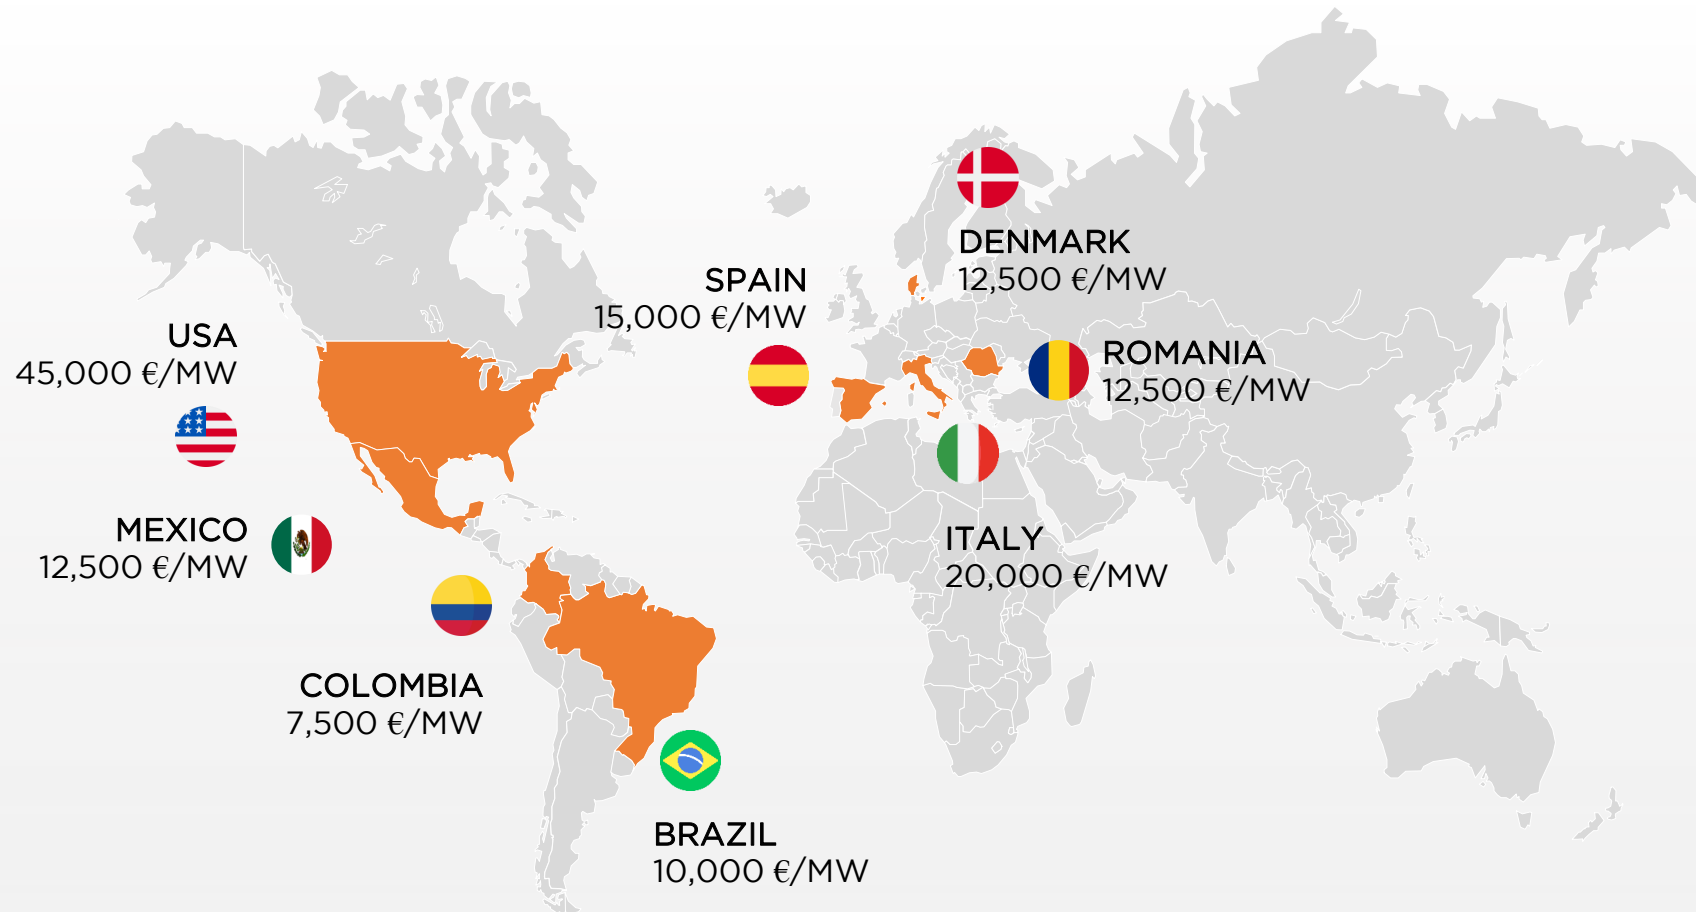 DENMARK
12,500 €/MW
SPAIN
15,000 €/MW
USA
45,000 €/MW
ROMANIA
12,500 €/MW
MEXICO
12,500 €/MW
ITALY
20,000 €/MW
COLOMBIA
7,500 €/MW
BRAZIL
10,000 €/MW